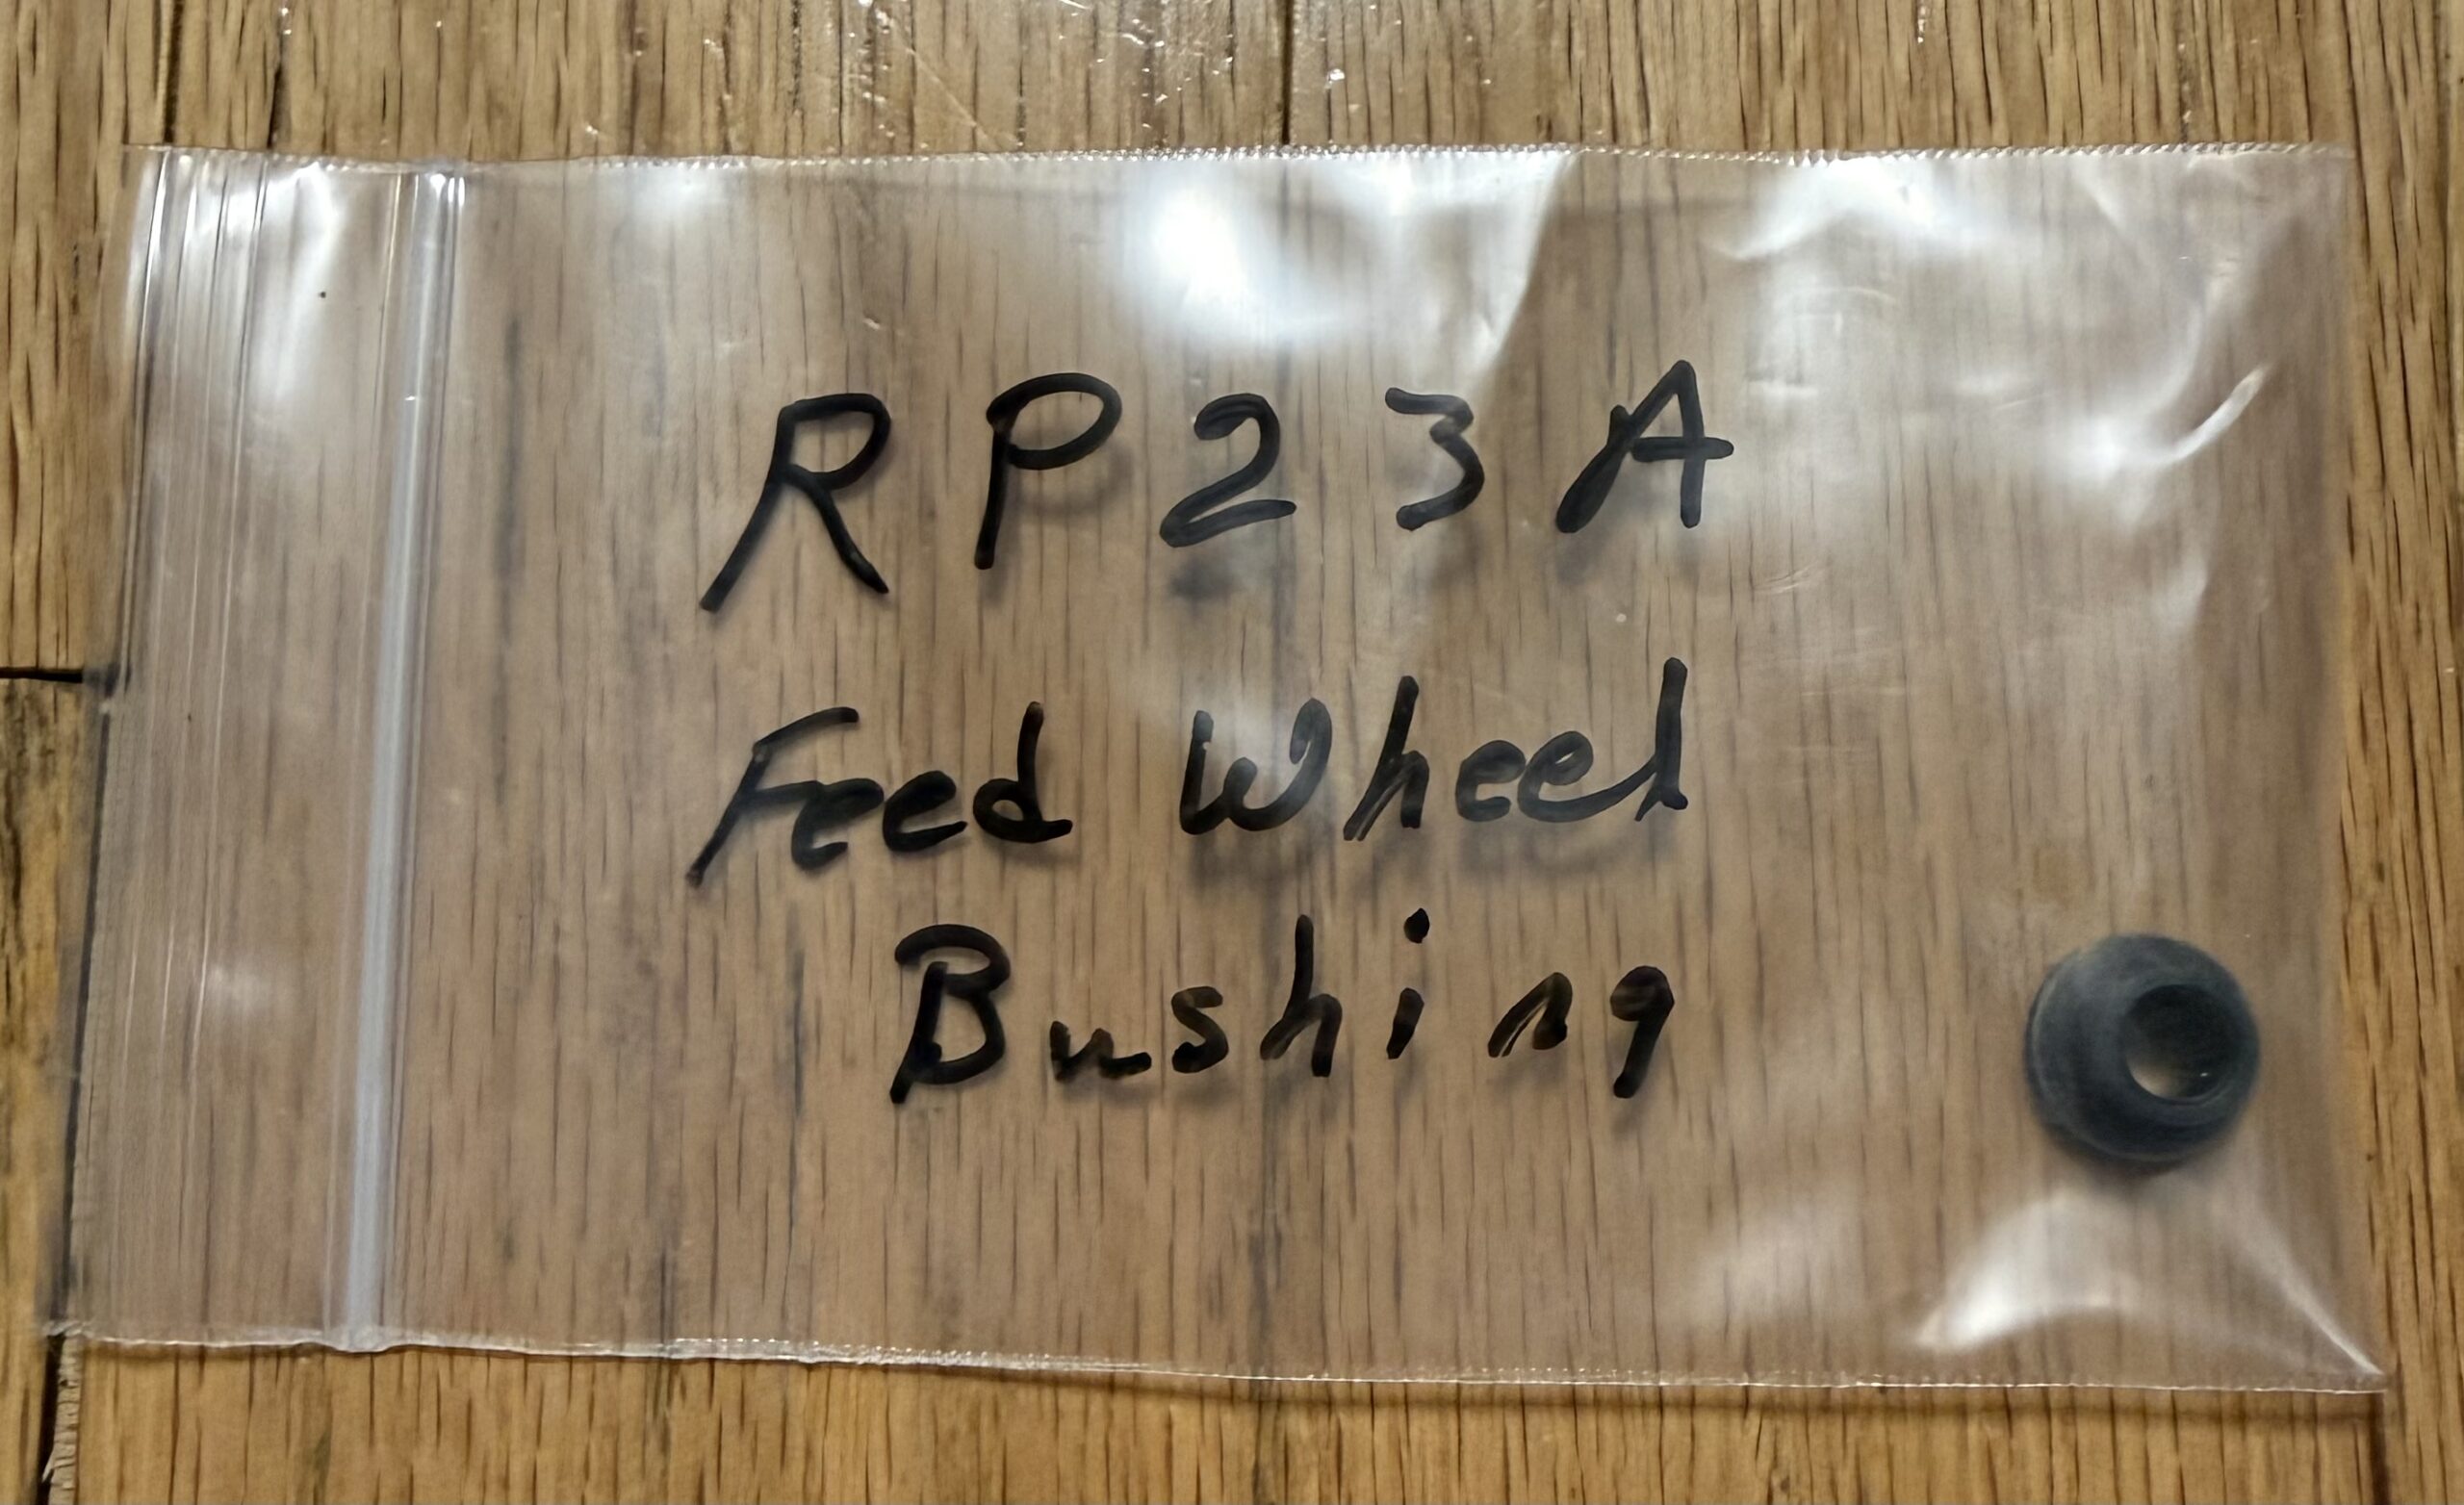 RP23A
Feed Wheel
Bushing